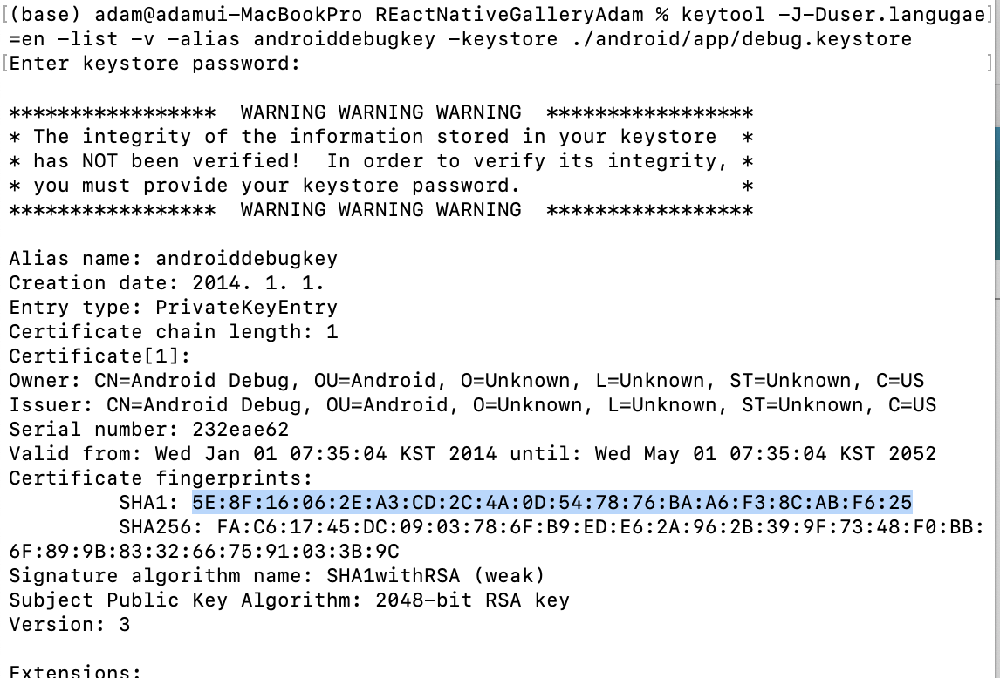 [(base) adam@adamui-MacBookPro REactNativeGalleryAdam % keytool -J-Duser.langugae]
=en -list -v -alias androiddebugkey -keystore ./android/app/debug.keystore
[Enter keystore password: ]

*****************  WARNING WARNING WARNING  *****************
* The integrity of the information stored in your keystore  *
* has NOT been verified!  In order to verify its integrity, *
* you must provide your keystore password.                  *
*****************  WARNING WARNING WARNING  *****************

Alias name: androiddebugkey
Creation date: 2014. 1. 1.
Entry type: PrivateKeyEntry
Certificate chain length: 1
Certificate[1]:
Owner: CN=Android Debug, OU=Android, O=Unknown, L=Unknown, ST=Unknown, C=US
Issuer: CN=Android Debug, OU=Android, O=Unknown, L=Unknown, ST=Unknown, C=US
Serial number: 232eae62
Valid from: Wed Jan 01 07:35:04 KST 2014 until: Wed May 01 07:35:04 KST 2052
Certificate fingerprints:
         SHA1: 5E:8F:16:06:2E:A3:CD:2C:4A:0D:54:78:76:BA:A6:F3:8C:AB:F6:25
         SHA256: FA:C6:17:45:DC:09:03:78:6F:B9:ED:E6:2A:96:2B:39:9F:73:48:F0:BB:
6F:89:9B:83:32:66:75:91:03:3B:9C
Signature algorithm name: SHA1withRSA (weak)
Subject Public Key Algorithm: 2048-bit RSA key
Version: 3

Extensions: